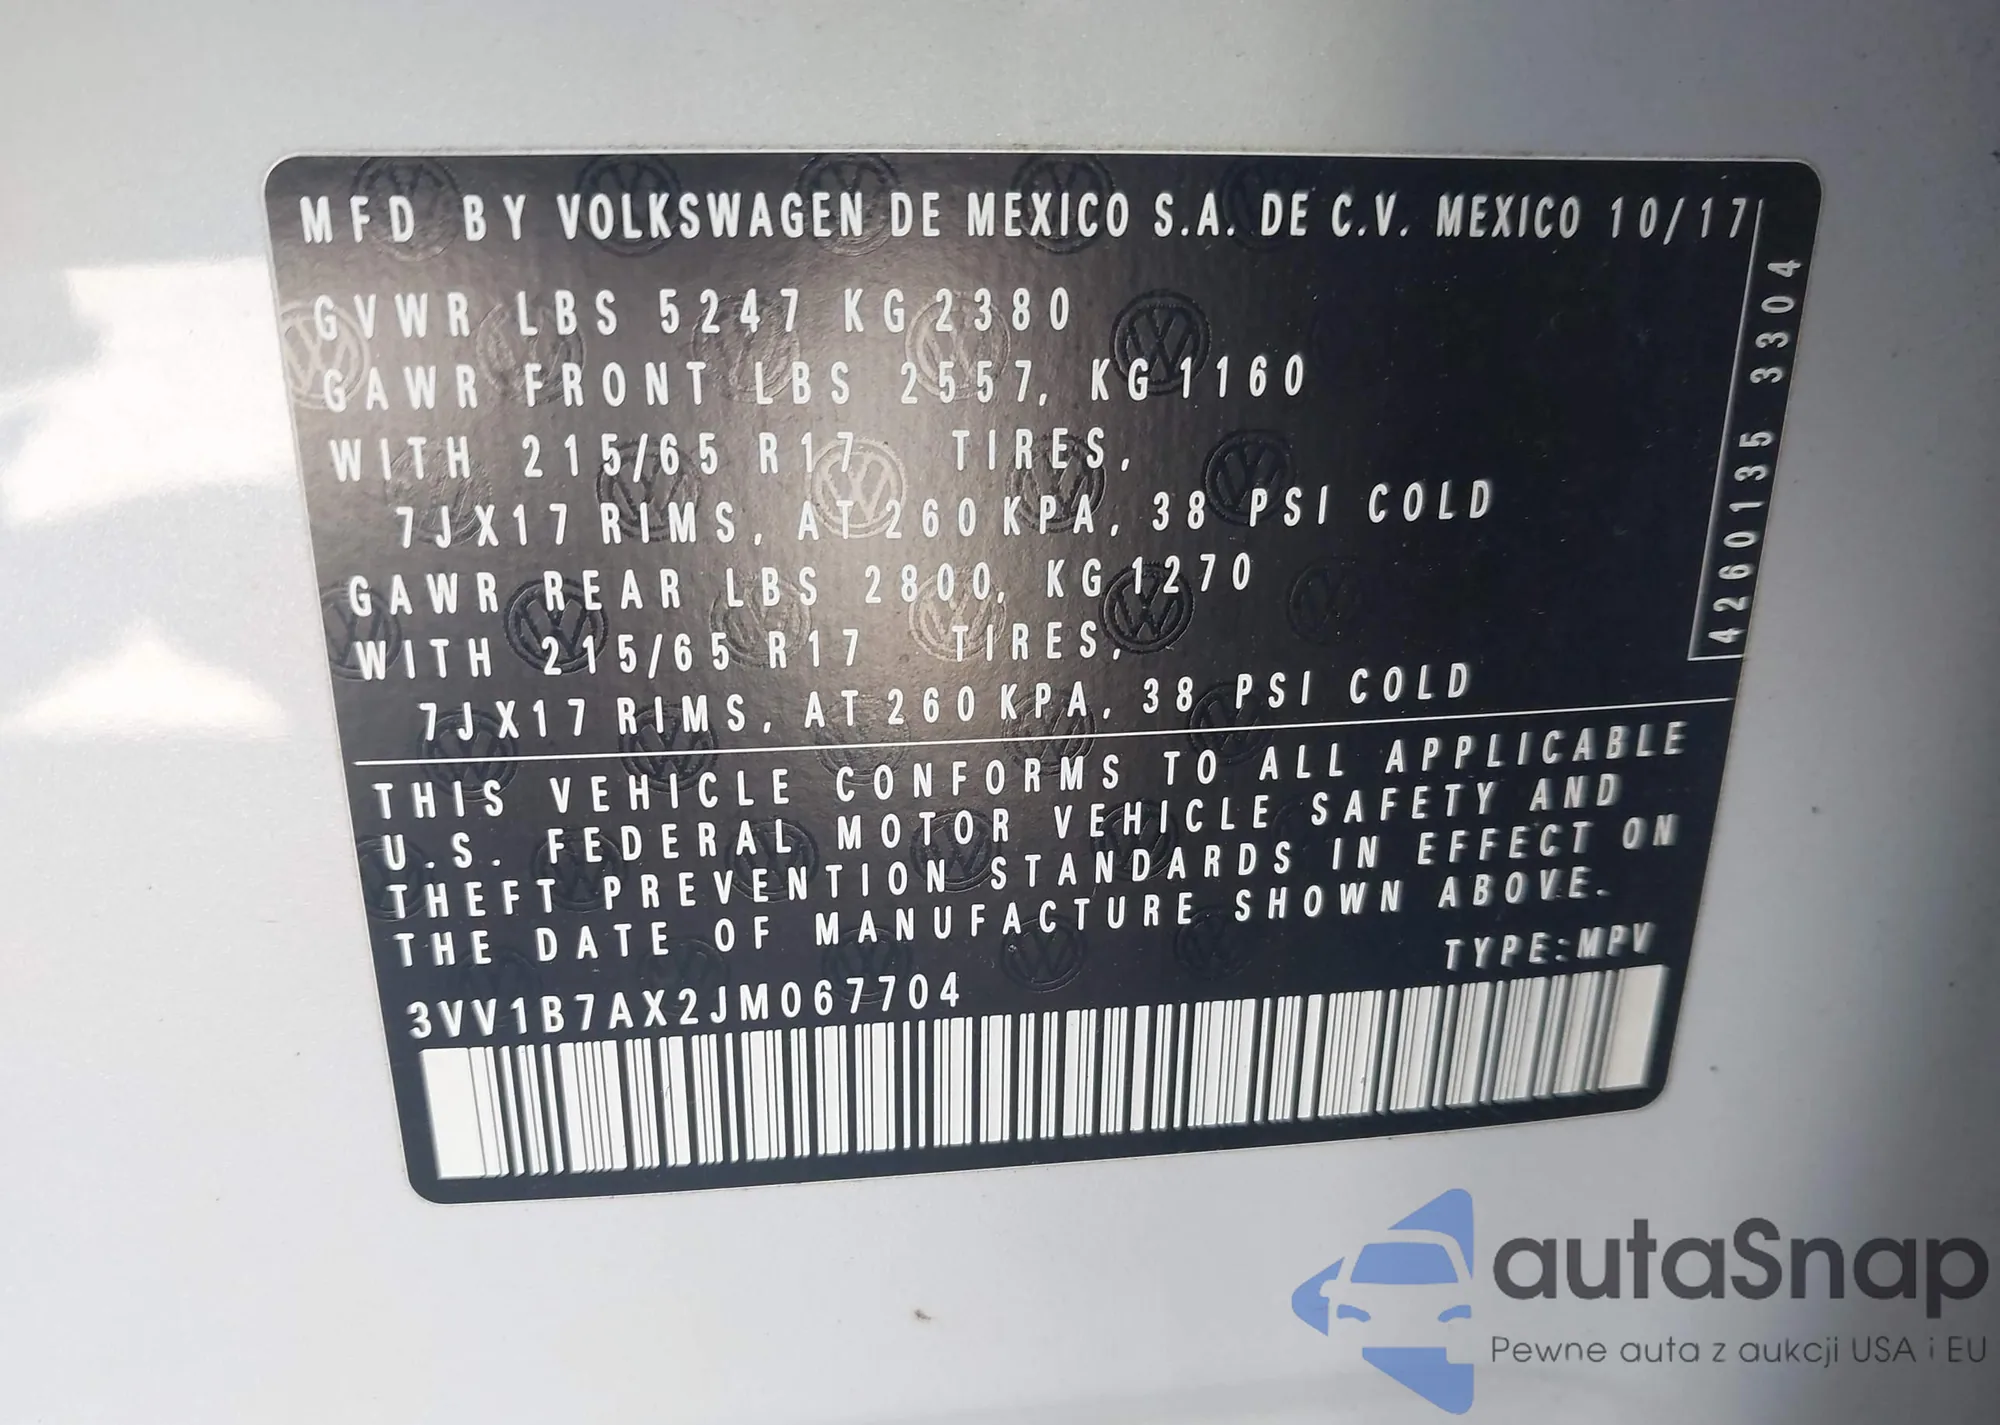 MFD BY VOLKSWAGEN DE MEXICO S.A. DE C.V. MEXICO 10/17
GVWR LBS 5247 KG 2380
GAWR FRONT LBS 2557, KG 1160
WITH 215/65 R17 TIRES,
7JX17 RIMS, AT 260 KPA, 38 PSI COLD
GAWR REAR LBS 2800, KG 1270
WITH 215/65 R17 TIRES,
7JX17 RIMS, AT 260 KPA, 38 PSI COLD
4260135 3304
THIS VEHICLE CONFORMS TO ALL APPLICABLE
U.S. FEDERAL MOTOR VEHICLE SAFETY AND
THEFT PREVENTION STANDARDS IN EFFECT ON
THE DATE OF MANUFACTURE SHOWN ABOVE.
TYPE:MPV
3VV1B7AX2JM067704
autaSnap
Pewne auta z aukcji USA i EU